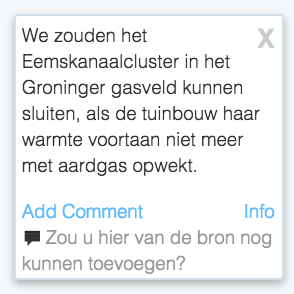 We zouden het X
Eemskanaalcluster in het
Groninger gasveld kunnen
sluiten, als de tuinbouw haar
warmte voortaan niet meer
met aardgas opwekt.
Add Comment Info
Zou u hier van de bron nog
kunnen toevoegen?